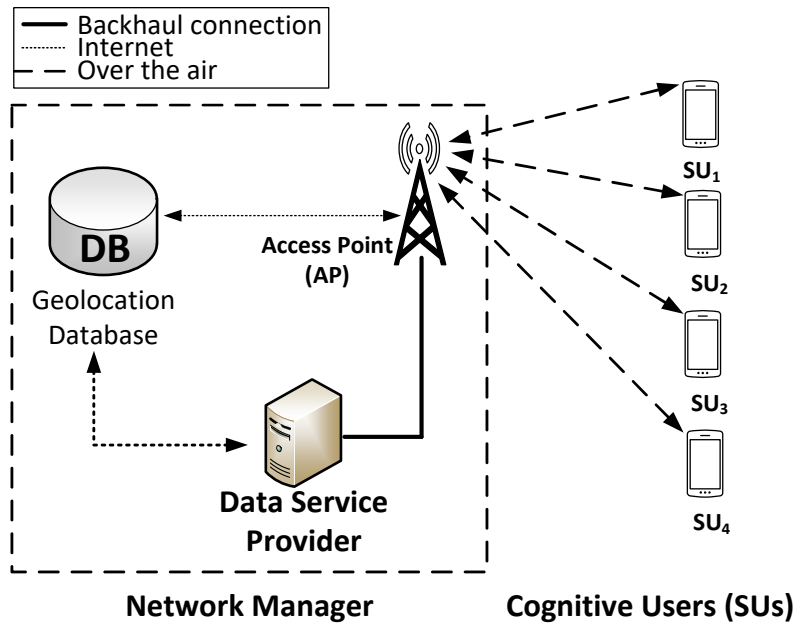 Backhaul connection
Internet
Over the air
SU₁
DB
Access Point
(AP)
SU₂
Geolocation
Database
SU₃
Data Service
Provider
SU₄
Network Manager
Cognitive Users (SUs)